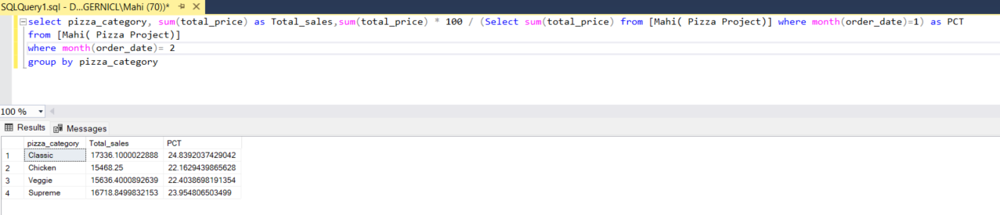 SQLQuery1.sql - D...GERNICL\Mahi (70))*
select pizza_category, sum(total_price) as Total_sales,sum(total_price) * 100 / (Select sum(total_price) from [Mahi( Pizza Project)] where month(order_date)=1) as PCT
from [Mahi( Pizza Project)]
where month(order_date)= 2
group by pizza_category
100 %
Results Messages
pizza_category Total_sales PCT
1 Classic 17336.1000022888 24.8392037429042
2 Chicken 15468.25 22.1629439865628
3 Veggie 15636.4000892639 22.4038698191354
4 Supreme 16718.8499832153 23.954806503499